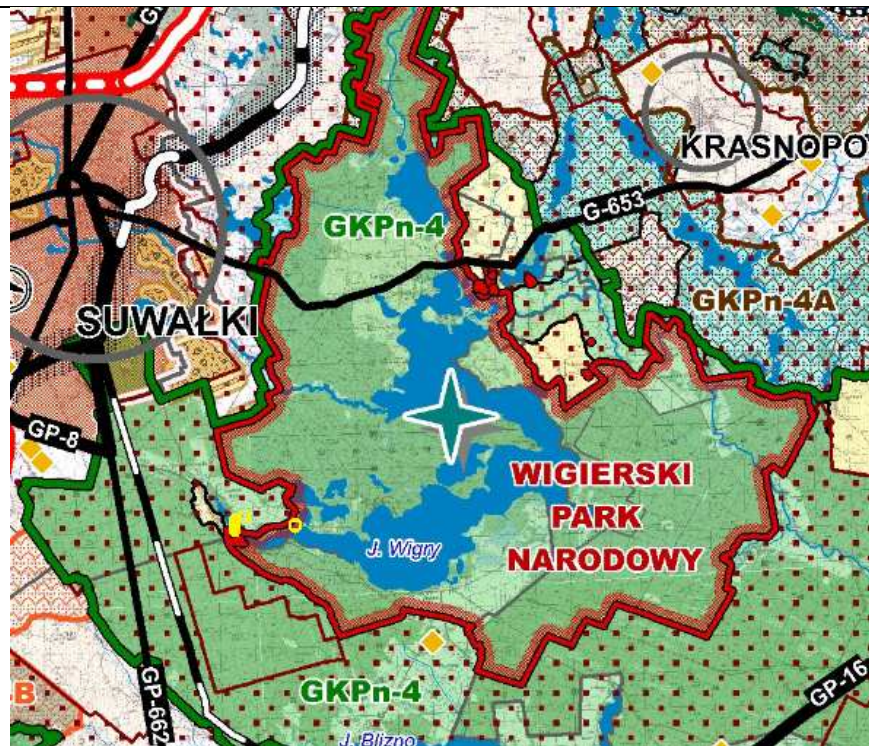 GKPn-4
KRASNOPO
G-653
GKPn-4A
SUWAŁKI
GP-8
WIGIERSKI
PARK
NARODOWY
J. Wigry
GKPn-4
GP-662
B
GP-16
J. Blizno